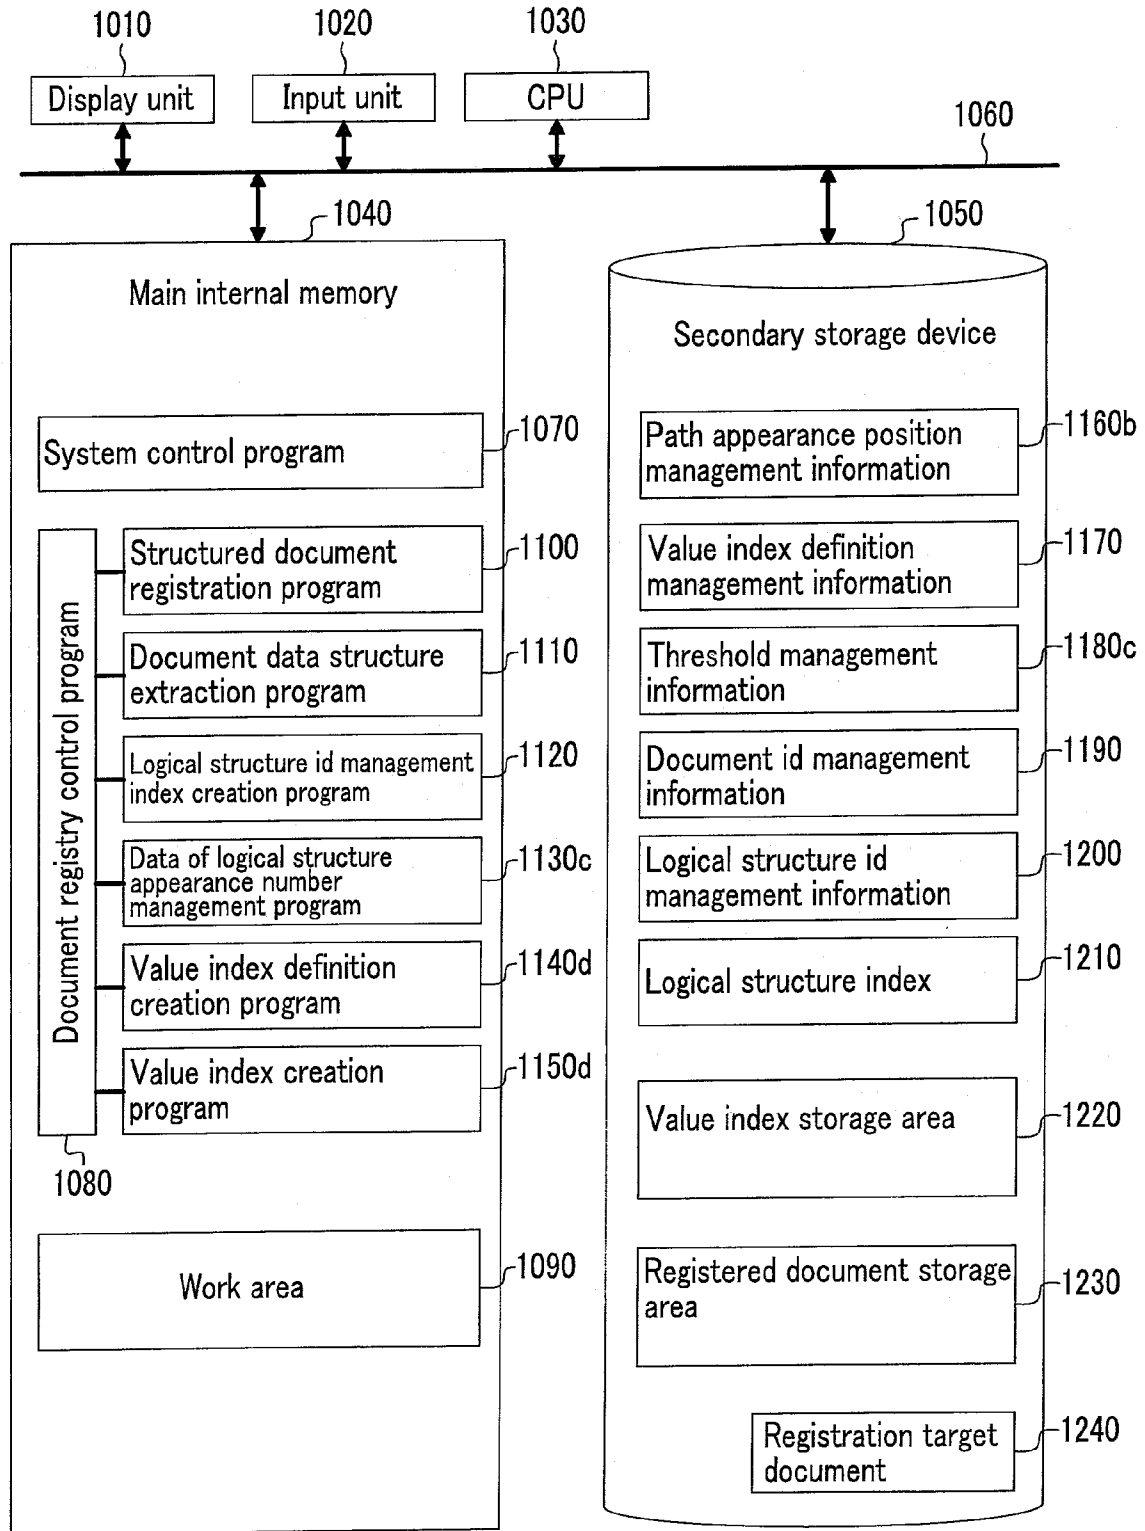 1010
1020
1030
Display unit
Input unit
CPU
1060
1040
1050
Main internal memory
System control program
1070
Document registry control program
1080
Structured document
registration program
1100
Document data structure
extraction program
1110
Logical structure id management
index creation program
1120
Data of logical structure
appearance number
management program
1130c
Value index definition
creation program
1140d
Value index creation
program
1150d
Work area
1090
Secondary storage device
Path appearance position
management information
1160b
Value index definition
management information
1170
Threshold management
information
1180c
Document id management
information
1190
Logical structure id
management information
1200
Logical structure index
1210
Value index storage area
1220
Registered document storage
area
1230
Registration target
document
1240